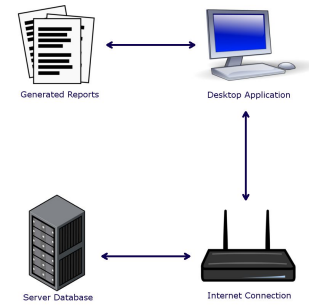 Generated Reports
Desktop Application
Server Database
Internet Connection